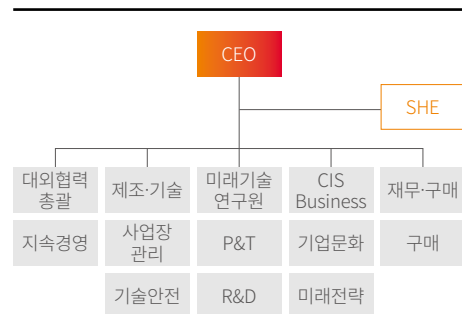 CEO
SHE
대외협력
총괄
제조·기술
미래기술
연구원
CIS
Business
재무·구매
지속경영
사업장
관리
P&T
기업문화
구매
기술안전
R&D
미래전략